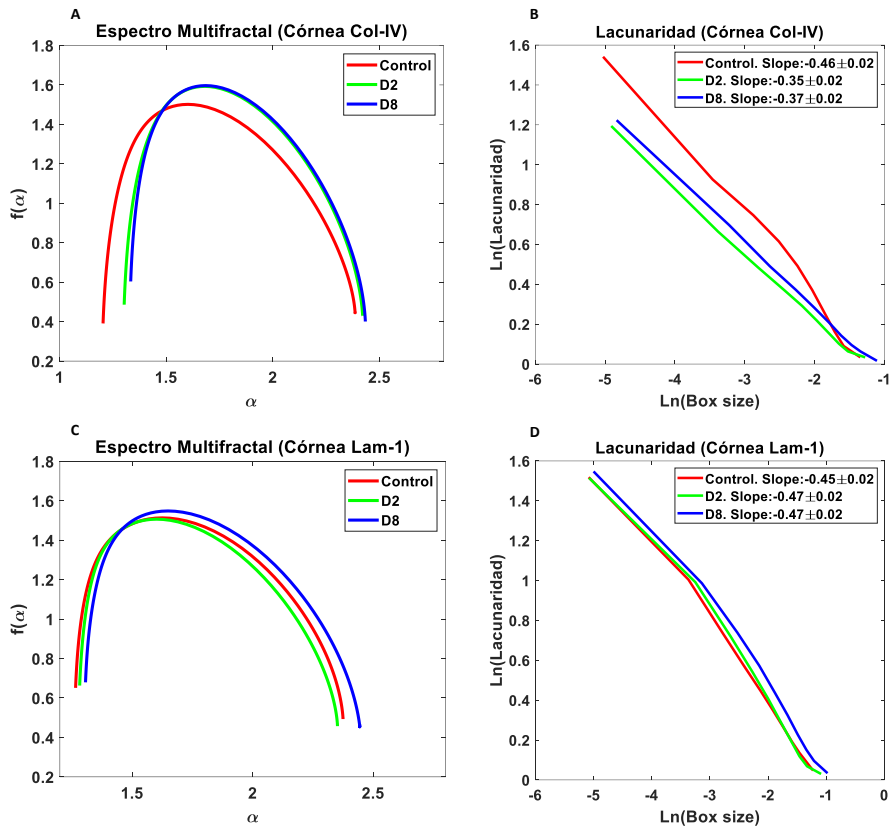 A
Espectro Multifractal (Córnea Col-IV)
1.8
1.6
1.4
1.2
1
0.8
0.6
0.4
0.2
f(α)
Control
D2
D8
1
1.5
2
2.5
α
B
Lacunaridad (Córnea Col-IV)
1.6
1.4
1.2
1
0.8
0.6
0.4
0.2
0
Ln(Lacunaridad)
Control. Slope:-0.46±0.02
D2. Slope:-0.35±0.02
D8. Slope:-0.37±0.02
-6
-5
-4
-3
-2
-1
Ln(Box size)
C
Espectro Multifractal (Córnea Lam-1)
1.8
1.6
1.4
1.2
1
0.8
0.6
0.4
0.2
f(α)
Control
D2
D8
1.5
2
2.5
α
D
Lacunaridad (Córnea Lam-1)
1.6
1.4
1.2
1
0.8
0.6
0.4
0.2
0
Ln(Lacunaridad)
Control. Slope:-0.45±0.02
D2. Slope:-0.47±0.02
D8. Slope:-0.47±0.02
-6
-5
-4
-3
-2
-1
0
Ln(Box size)